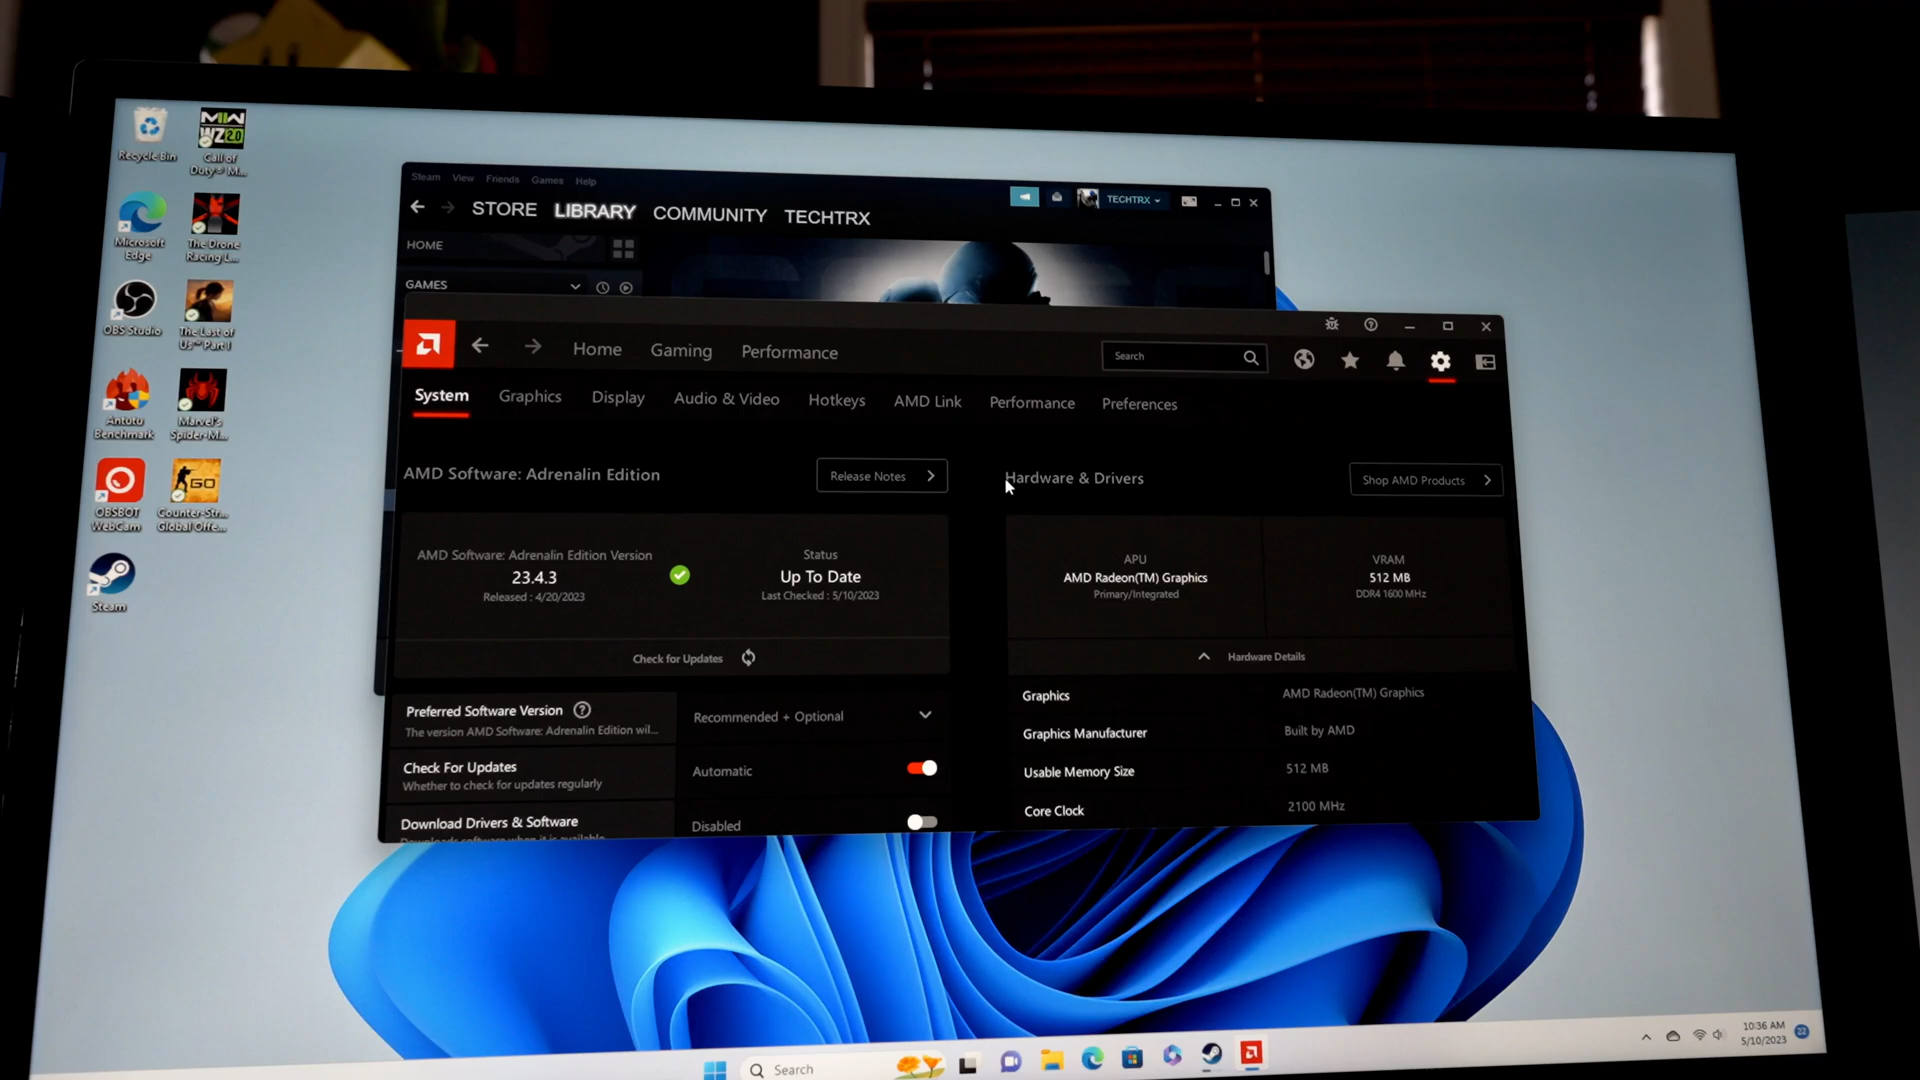 Recycle Bin
MW
WZ 2.0
Call of
Duty® M...
Microsoft
Edge
The Drone
Racing L...
OBS Studio
The Last of
Us™ Part I
Antutu
Benchmark
Marvel's
Spider-M...
OBSBOT
WebCam
GO
Counter-Str...
Global Offe...
Steam
Steam View Friends Games Help
TECHTRX
STORE LIBRARY COMMUNITY TECHTRX
HOME
GAMES
Home Gaming Performance
Search
System Graphics Display Audio & Video Hotkeys AMD Link Performance Preferences
AMD Software: Adrenalin Edition
Release Notes
AMD Software: Adrenalin Edition Version
23.4.3
Released : 4/20/2023
Status
Up To Date
Last Checked : 5/10/2023
Check for Updates
Preferred Software Version
The version AMD Software: Adrenalin Edition wil...
Recommended + Optional
Check For Updates
Whether to check for updates regularly
Automatic
Download Drivers & Software
Disabled
Hardware & Drivers
Shop AMD Products
APU
AMD Radeon(TM) Graphics
Primary/Integrated
VRAM
512 MB
DDR4 1600 MHz
Hardware Details
Graphics AMD Radeon(TM) Graphics
Graphics Manufacturer Built by AMD
Usable Memory Size 512 MB
Core Clock 2100 MHz
Search
10:36 AM
5/10/2023
22